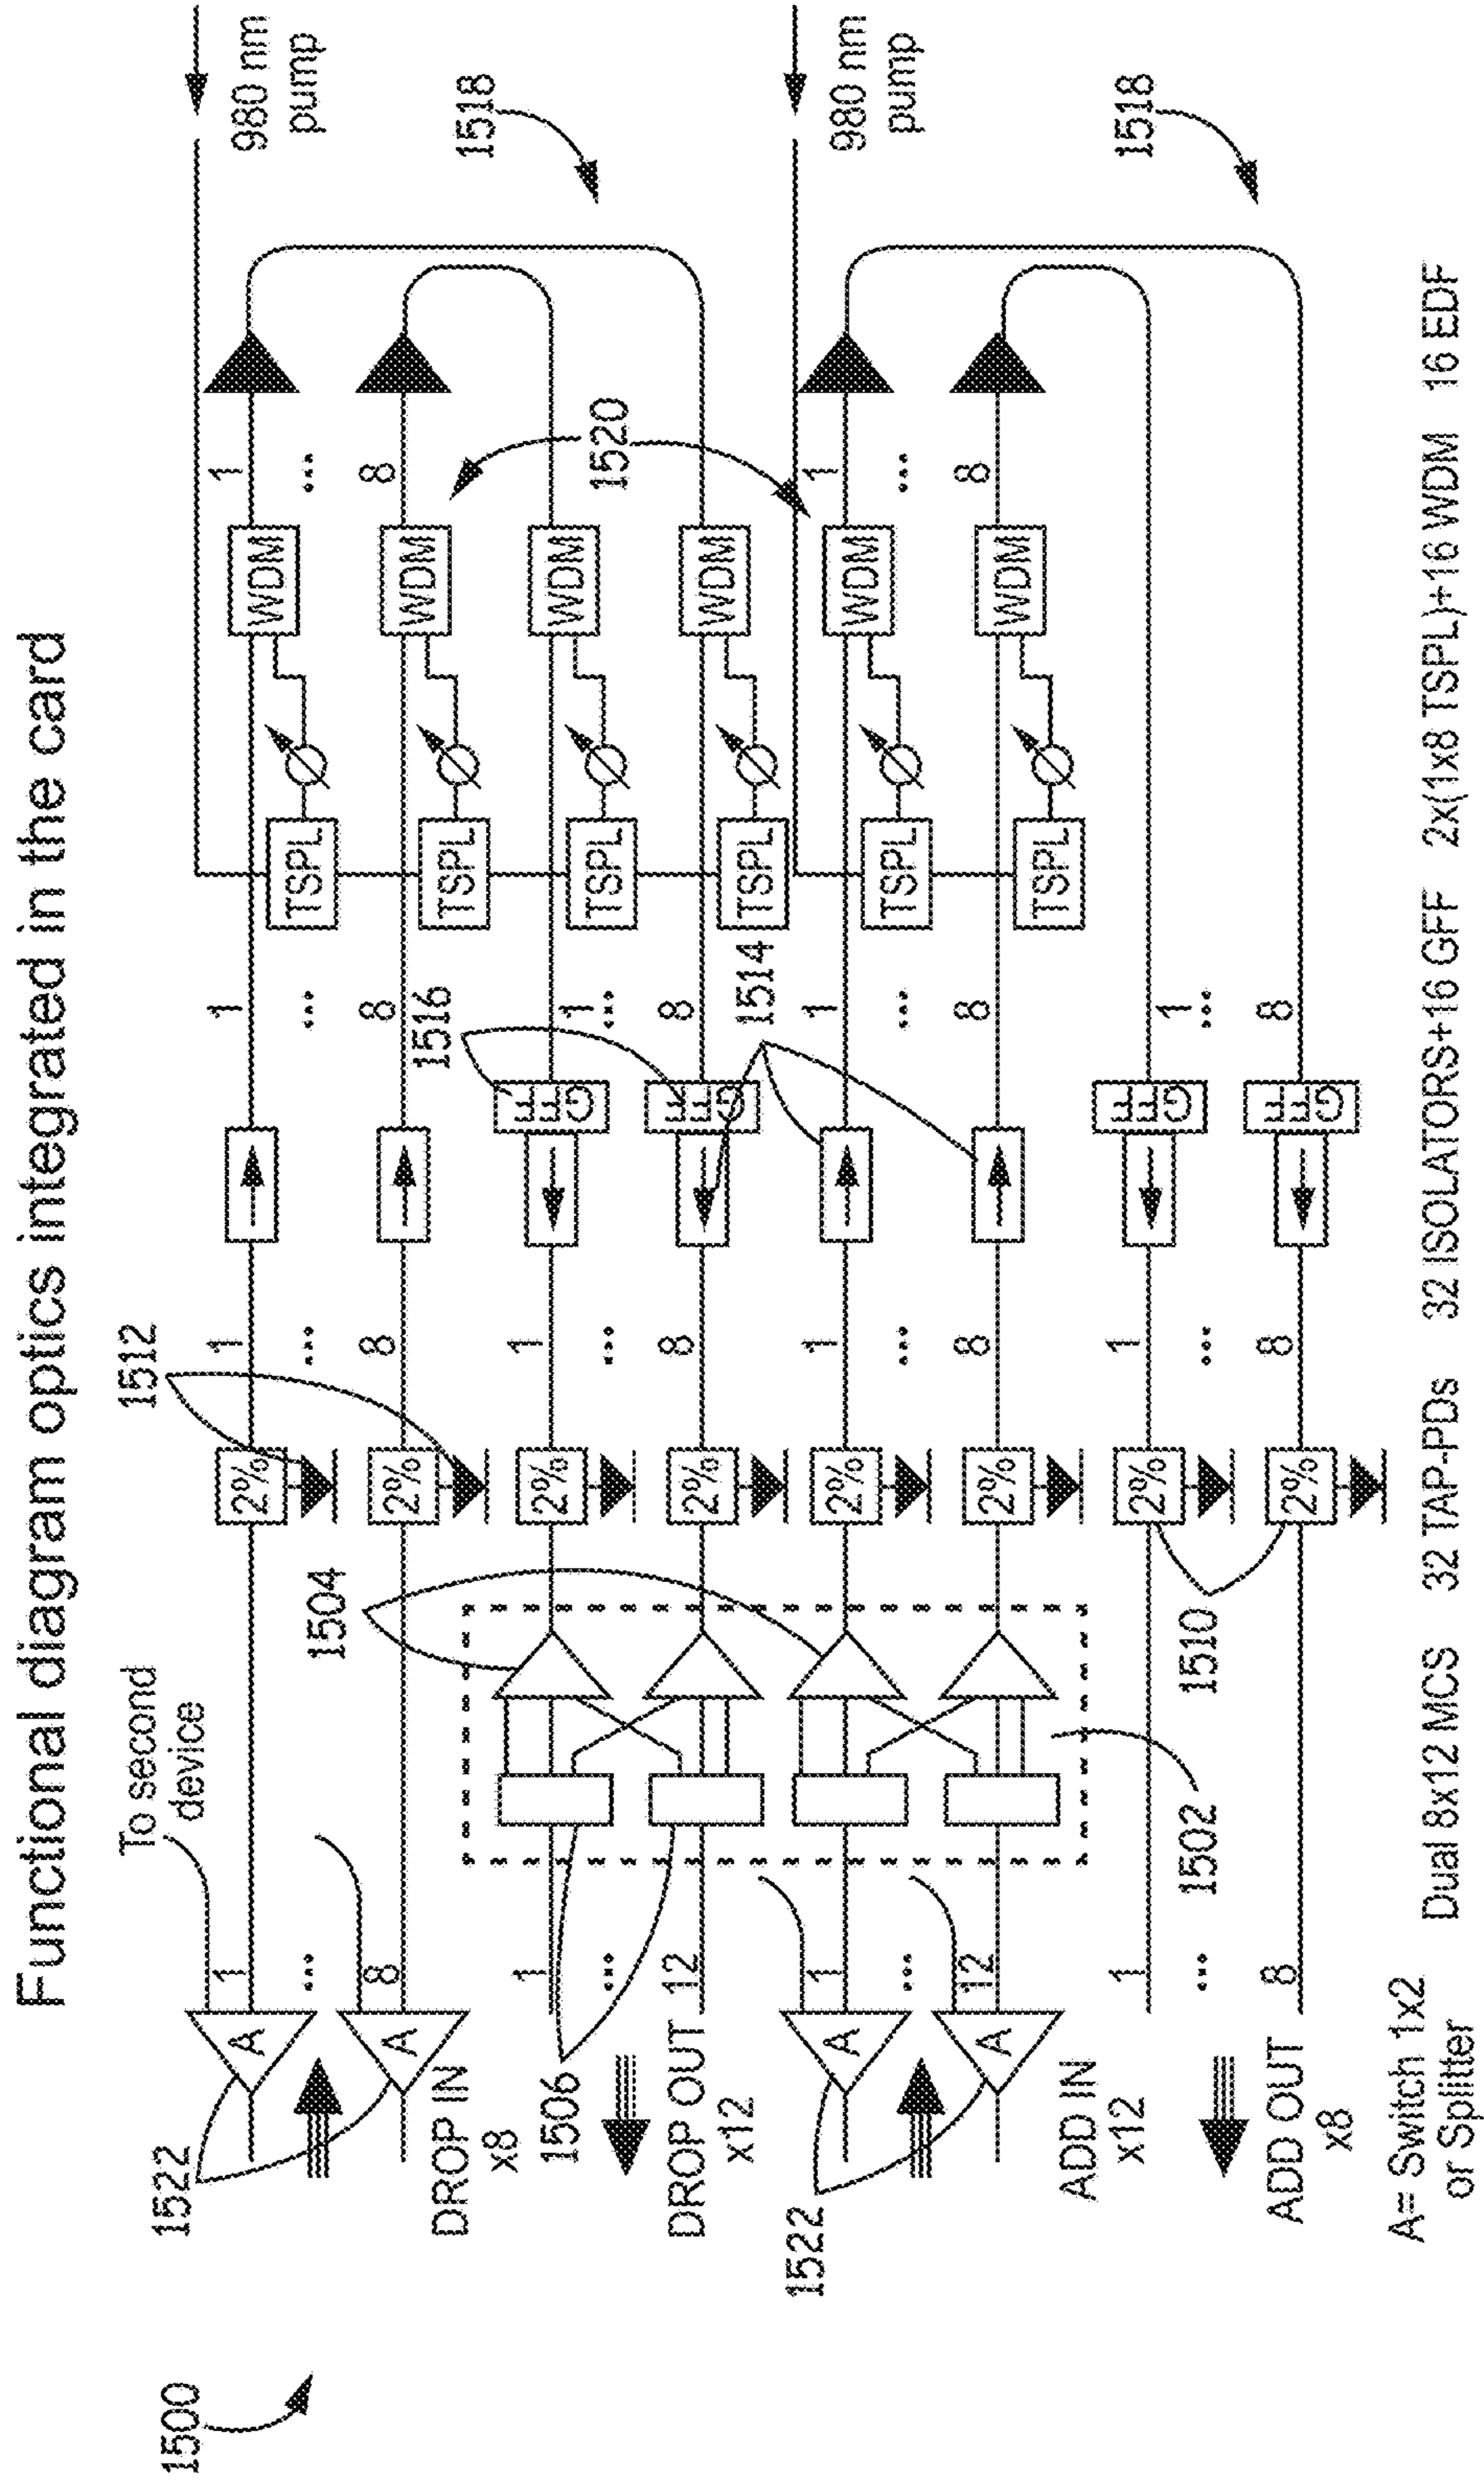 Functional diagram optics integrated in the card
1500
1522
A
1
To second
device
...
A
8
DROP IN
x8
1506
1
...
12
DROP OUT
x12
1522
A
1
...
A
12
ADD IN
x12
1
...
8
ADD OUT
x8
A= Switch 1x2
or Splitter
1504
1502
1510
1512
2%
2%
2%
2%
2%
2%
2%
2%
1
...
8
1
...
8
1
...
8
1
...
8
1516
GFF
GFF
GFF
GFF
1514
1
...
8
1
...
8
1
...
8
1
...
8
TSPL
TSPL
TSPL
TSPL
TSPL
TSPL
WDM
WDM
WDM
WDM
WDM
WDM
1
...
8
1520
1
...
8
980 nm
pump
1518
980 nm
pump
1518
Dual 8x12 MCS 32 TAP-PDs 32 ISOLATORS+16 GFF 2x(1x8 TSPL)+16 WDM 16 EDF